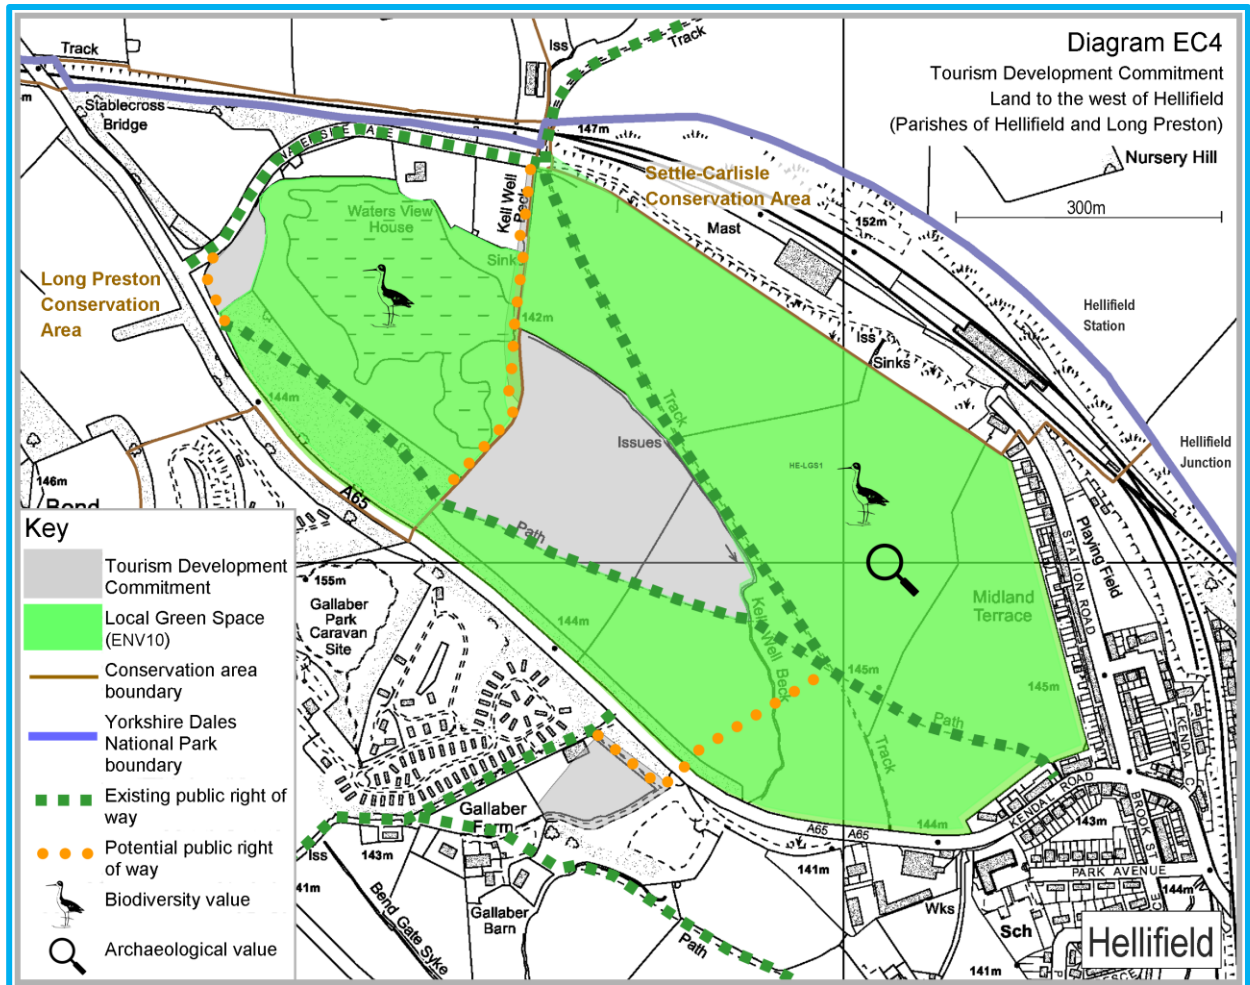 Diagram EC4
Tourism Development Commitment
Land to the west of Hellifield
(Parishes of Hellifield and Long Preston)
Nursery Hill
300m
Track
Iss
Track
Stablecross
Bridge
147m
Settle-Carlisle
Conservation Area
Kell Well
Beck
Waters View
House
Mast
152m
Sink
Long Preston
Conservation
Area
142m
Hellifield
Station
Iss
Sinks
144m
Track
Issues
HE-LGS1
Hellifield
Junction
146m
A65
Path
Playing Field
STATION ROAD
Midland
Terrace
Kell Well Beck
144m
145m
145m
Path
Track
KENDAL C
155m
Gallaber
Park
Caravan
Site
Gallaber
Farm
143m
Iss
A65
A65
144m
KENDAL ROAD
143m
BROOK ST
PARK AVENUE
144m
141m
41m
Bend Gate Syke
Gallaber
Barn
Path
Wks
Sch
141m
Key
Tourism Development
Commitment
Local Green Space
(ENV10)
Conservation area
boundary
Yorkshire Dales
National Park
boundary
Existing public right of
way
Potential public right
of way
Biodiversity value
Archaeological value
Hellifield